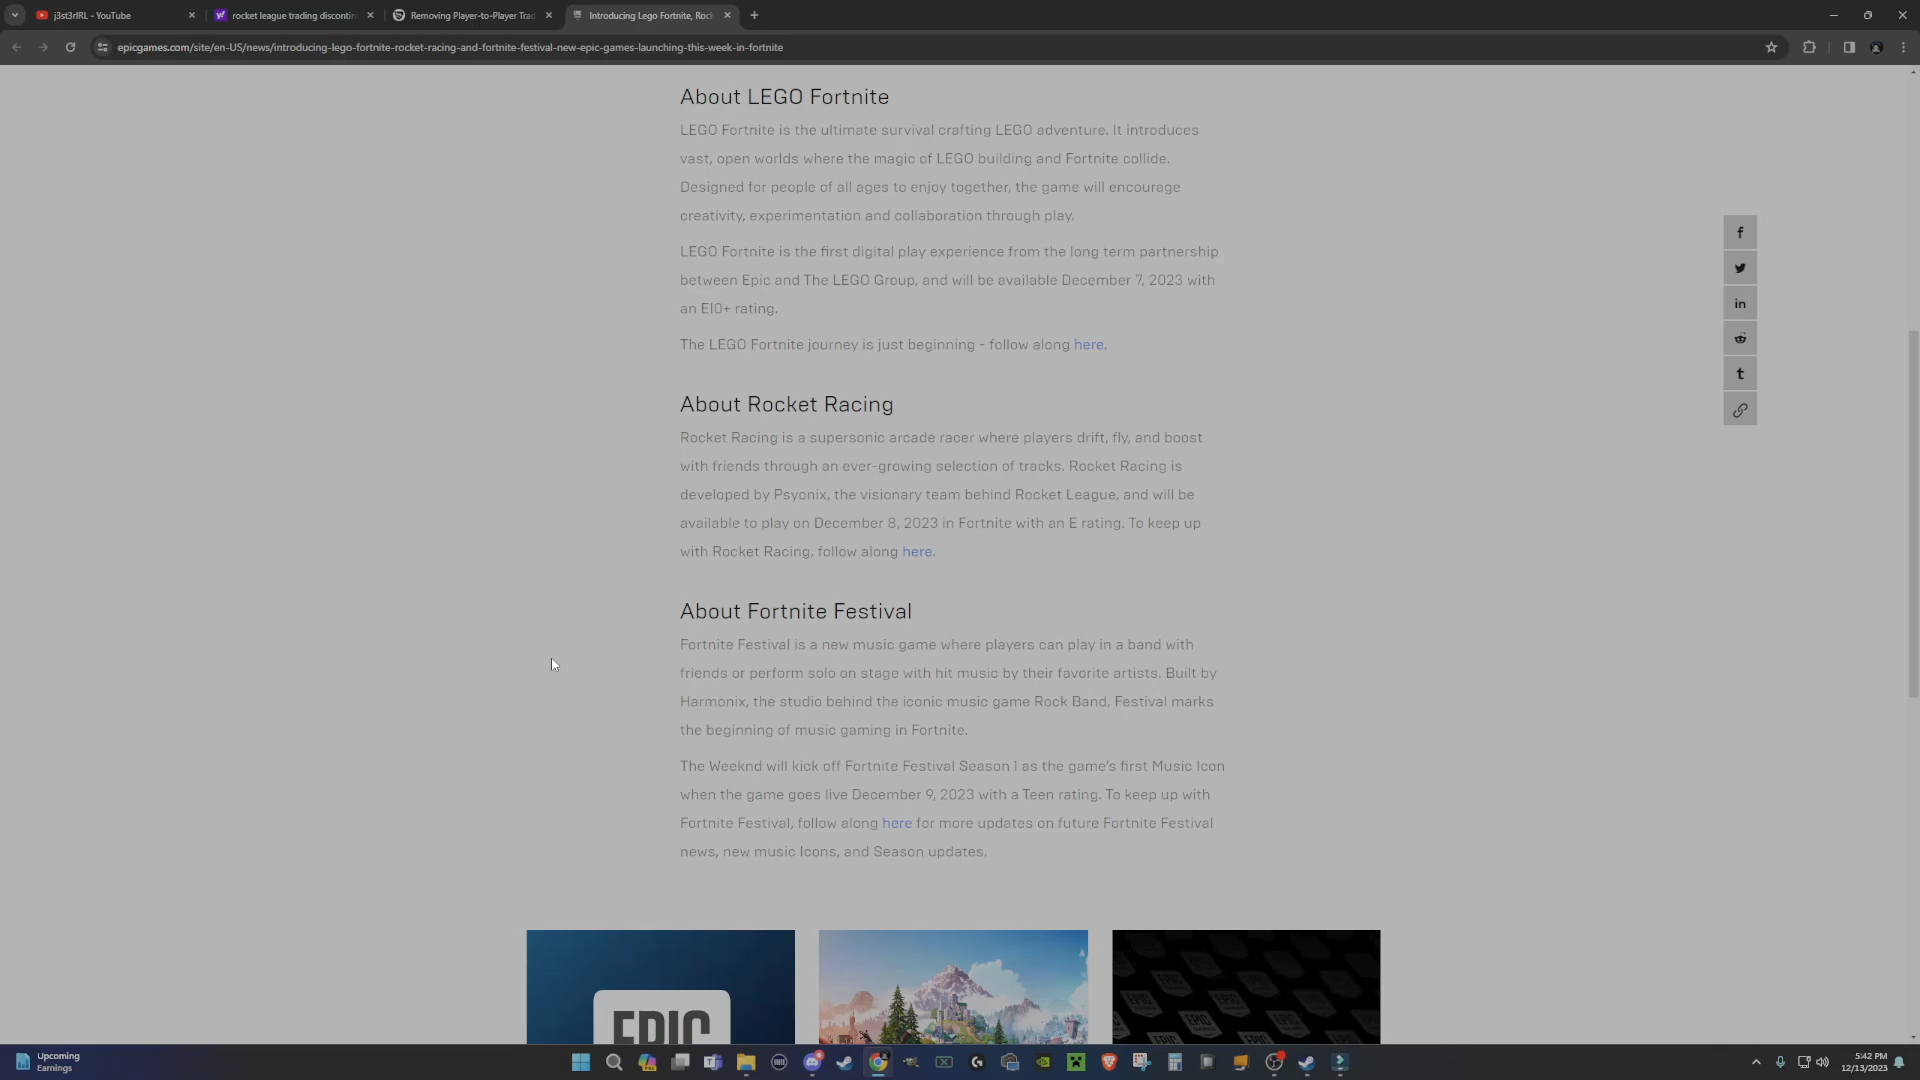 j3st3rIRL - YouTube
rocket league trading discontin
Removing Player-to-Player Trad
Introducing Lego Fortnite, Rock
epicgames.com/site/en-US/news/introducing-lego-fortnite-rocket-racing-and-fortnite-festival-new-epic-games-launching-this-week-in-fortnite
About LEGO Fortnite
LEGO Fortnite is the ultimate survival crafting LEGO adventure. It introduces
vast, open worlds where the magic of LEGO building and Fortnite collide.
Designed for people of all ages to enjoy together, the game will encourage
creativity, experimentation and collaboration through play.
LEGO Fortnite is the first digital play experience from the long term partnership
between Epic and The LEGO Group, and will be available December 7, 2023 with
an E10+ rating.
The LEGO Fortnite journey is just beginning - follow along here.
About Rocket Racing
Rocket Racing is a supersonic arcade racer where players drift, fly, and boost
with friends through an ever-growing selection of tracks. Rocket Racing is
developed by Psyonix, the visionary team behind Rocket League, and will be
available to play on December 8, 2023 in Fortnite with an E rating. To keep up
with Rocket Racing, follow along here.
About Fortnite Festival
Fortnite Festival is a new music game where players can play in a band with
friends or perform solo on stage with hit music by their favorite artists. Built by
Harmonix, the studio behind the iconic music game Rock Band, Festival marks
the beginning of music gaming in Fortnite.
The Weeknd will kick off Fortnite Festival Season 1 as the game's first Music Icon
when the game goes live December 9, 2023 with a Teen rating. To keep up with
Fortnite Festival, follow along here for more updates on future Fortnite Festival
news, new music Icons, and Season updates.
EPIC
EPIC EPIC EPIC
Upcoming
Earnings
5:42 PM
12/13/2023